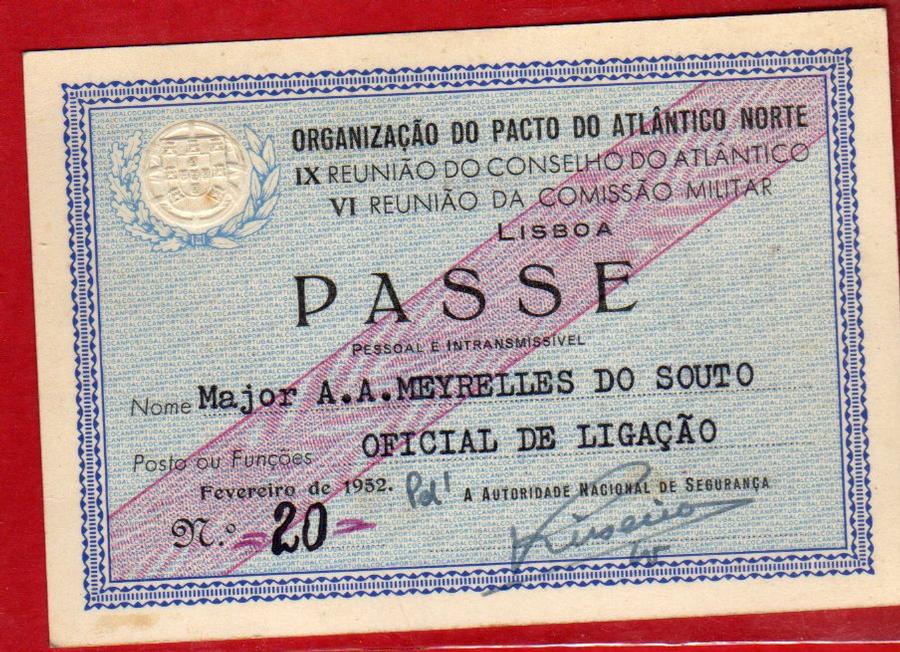 ORGANIZAÇÃO DO PACTO DO ATLÂNTICO NORTE
IX REUNIÃO DO CONSELHO DO ATLÂNTICO
VI REUNIÃO DA COMISSÃO MILITAR
LISBOA
PASSE
PESSOAL E INTRANSMISSÍVEL
Nome Major A.A.MEYRELLES DO SOUTO
Posto ou Funções OFICIAL DE LIGAÇÃO
Fevereiro de 1952. Pd' A AUTORIDADE NACIONAL DE SEGURANÇA
N.º 20